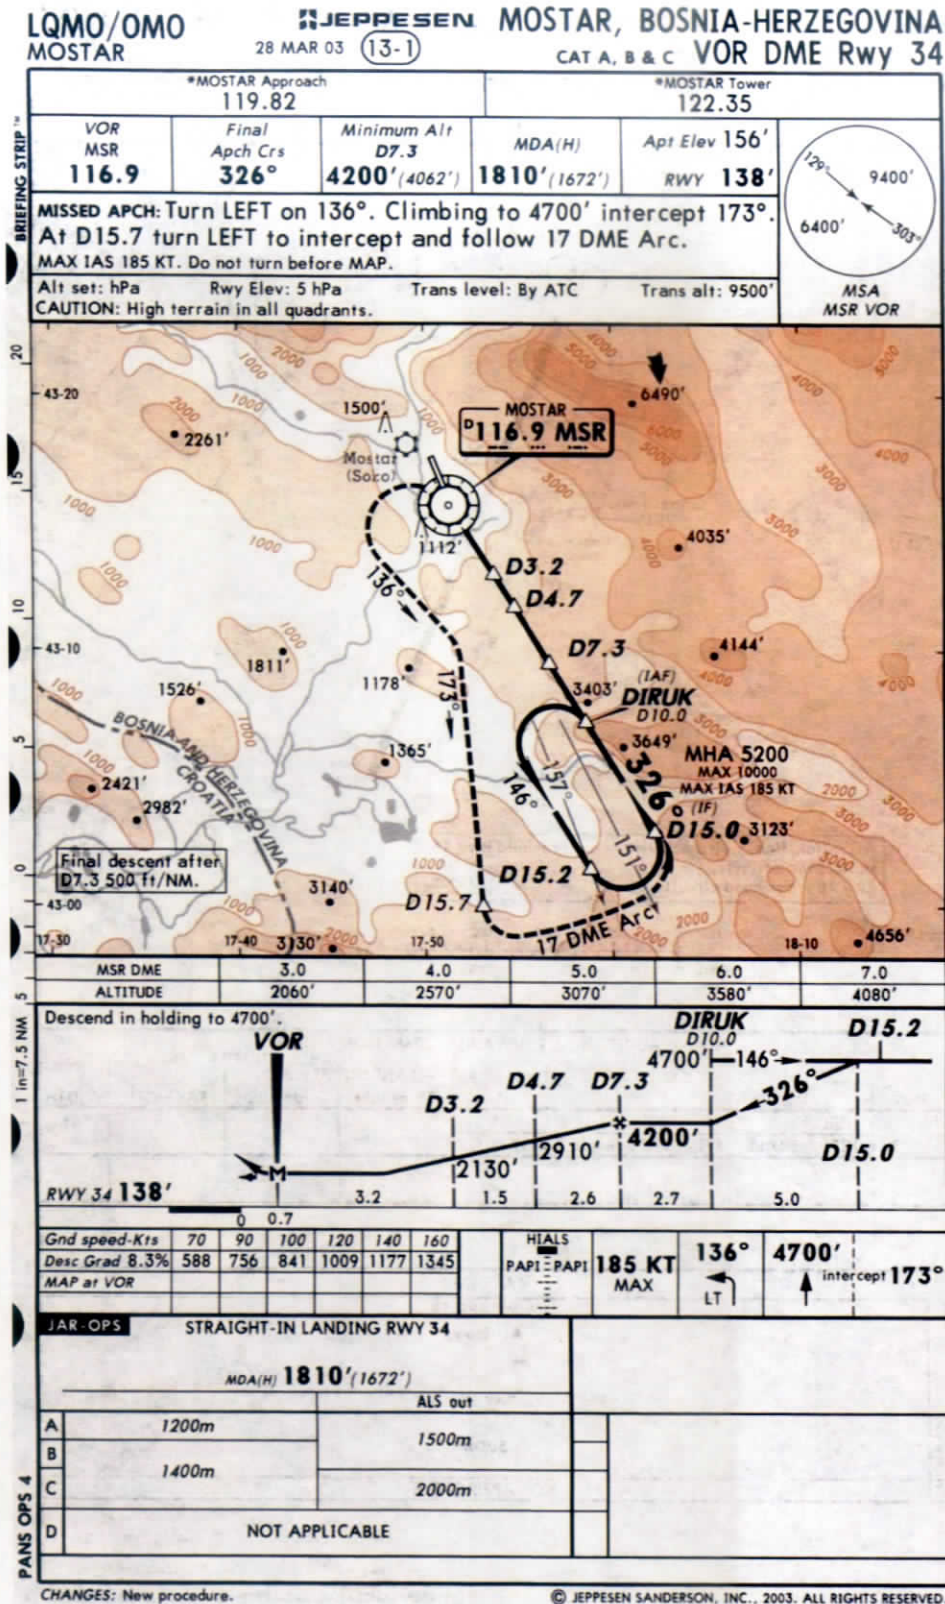 LQMO/OMO
MOSTAR
JEPPESEN
28 MAR 03 13-1
MOSTAR, BOSNIA-HERZEGOVINA
CAT A, B & C VOR DME Rwy 34
*MOSTAR Approach
119.82
*MOSTAR Tower
122.35
BRIEFING STRIP ™
VOR
MSR
116.9
Final
Apch Crs
326°
Minimum Alt
D7.3
4200' (4062')
MDA(H)
1810' (1672')
Apt Elev 156'
RWY 138'
MISSED APCH: Turn LEFT on 136°. Climbing to 4700' intercept 173°.
At D15.7 turn LEFT to intercept and follow 17 DME Arc.
MAX IAS 185 KT. Do not turn before MAP.
Alt set: hPa Rwy Elev: 5 hPa Trans level: By ATC Trans alt: 9500'
CAUTION: High terrain in all quadrants.
129°
9400'
6400'
303°
MSA
MSR VOR
20
15
10
5
0
5
1 in=7.5 NM
43-20
43-10
43-00
17-30
17-40
17-50
18-10
2261'
1500'
Mostar
(Soco)
MOSTAR
D 116.9 MSR
6490'
1112'
4035'
D3.2
D4.7
D7.3
136°
173°
1811'
1526'
1178'
1365'
4144'
3403'
(IAF)
DIRUK
D10.0
3649'
MHA 5200
MAX 10000
MAX IAS 185 KT
326°
(IF)
D15.0
3123'
BOSNIA AND HERZEGOVINA
CROATIA
2421'
2982'
146°
157°
151°
D15.2
D15.7
17 DME Arc
Final descent after
D7.3 500 ft/NM.
3140'
3130'
4656'
1000
2000
3000
4000
5000
6000
MSR DME 3.0 4.0 5.0 6.0 7.0
ALTITUDE 2060' 2570' 3070' 3580' 4080'
Descend in holding to 4700'.
VOR
DIRUK
D10.0
D15.2
4700' 146°
326°
D3.2
D4.7
D7.3
4200'
2910'
2130'
D15.0
M
RWY 34 138'
3.2 1.5 2.6 2.7 5.0
0 0.7
Gnd speed-Kts 70 90 100 120 140 160
Desc Grad 8.3% 588 756 841 1009 1177 1345
MAP at VOR
HIALS
PAPI PAPI
185 KT
MAX
136°
LT
4700'
intercept 173°
JAR-OPS
STRAIGHT-IN LANDING RWY 34
MDA(H) 1810' (1672')
ALS out
A 1200m
1500m
B
1400m
C 2000m
D NOT APPLICABLE
PANS OPS 4
CHANGES: New procedure.
© JEPPESEN SANDERSON, INC., 2003. ALL RIGHTS RESERVED